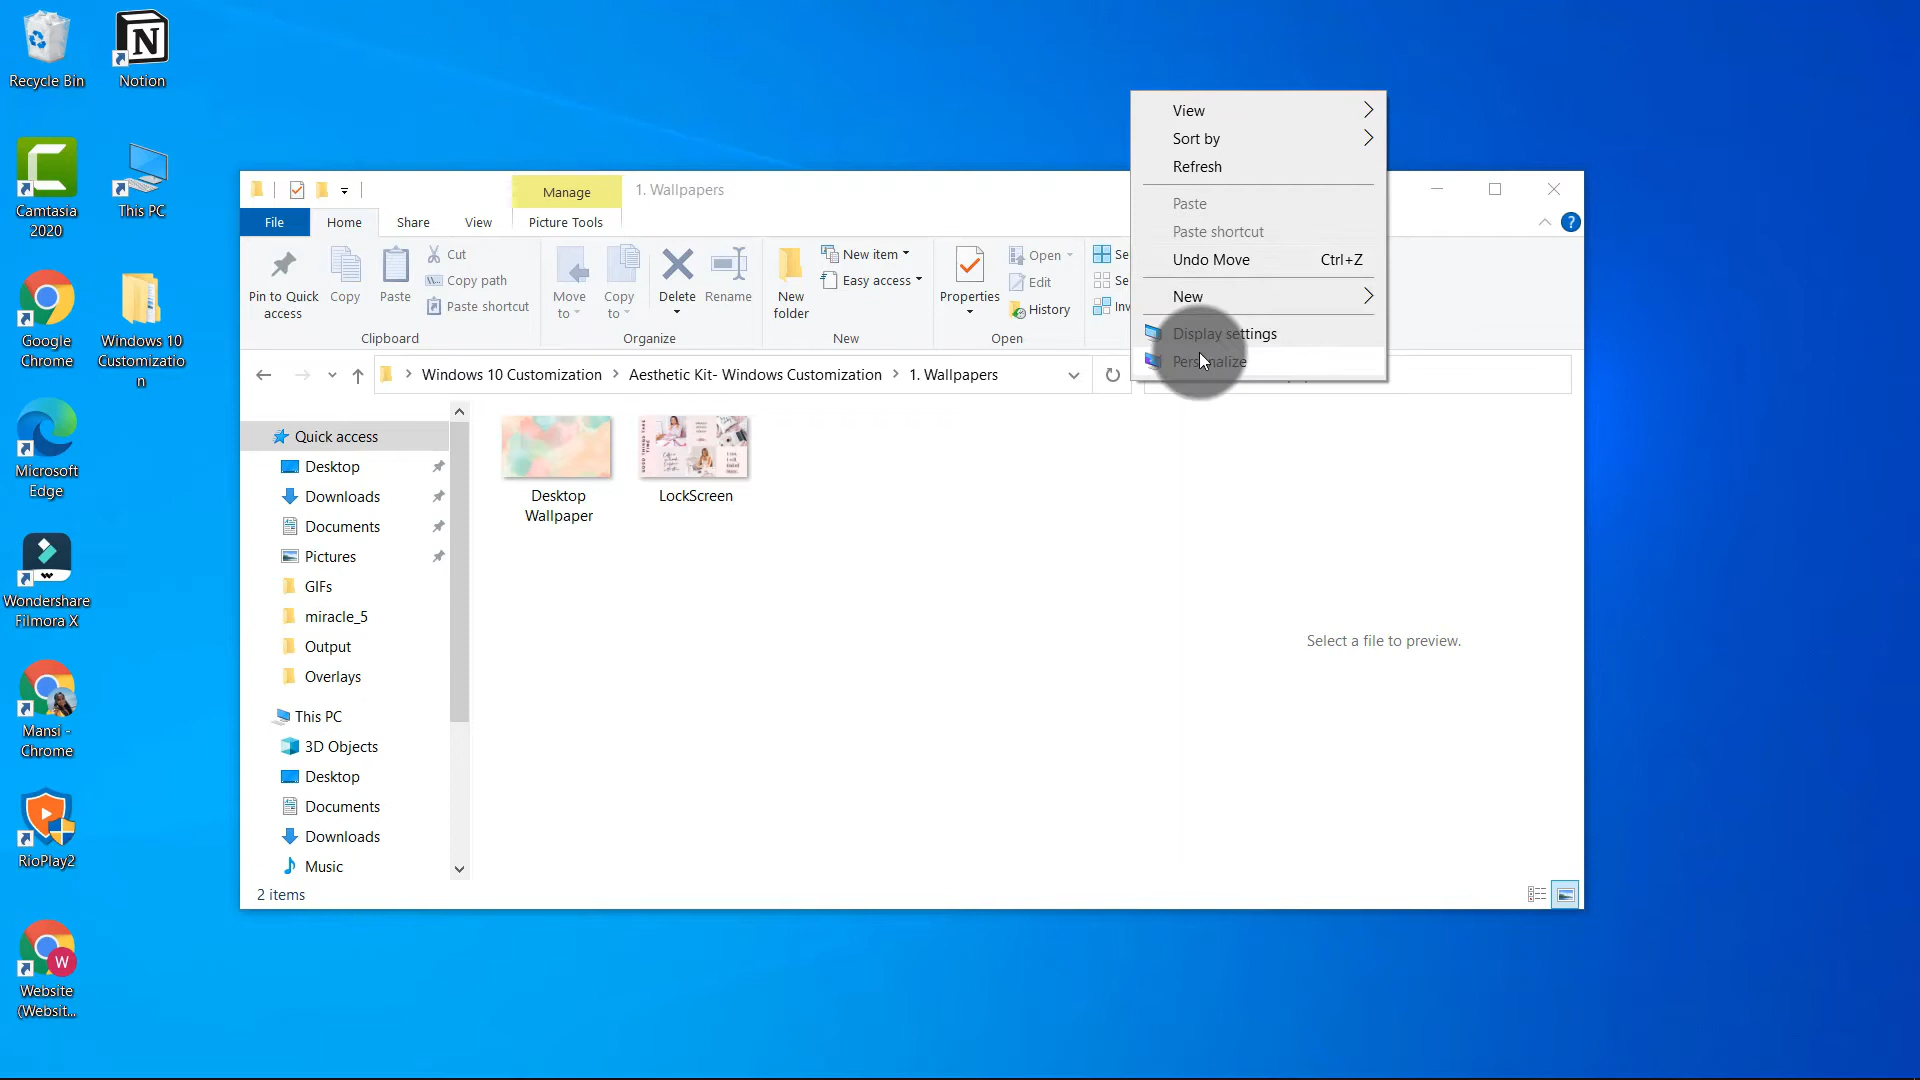 Recycle Bin
Notion
Camtasia
2020
This PC
Google
Chrome
Windows 10
Customizatio
n
Microsoft
Edge
Wondershare
Filmora X
Mansi -
Chrome
RioPlay2
W
Website
(Websit...
Manage
1. Wallpapers
File
Home
Share
View
Picture Tools
?
Pin to Quick
access
Copy
Paste
Cut
Copy path
Paste shortcut
Clipboard
Move
to
Copy
to
Delete
Rename
Organize
New
folder
New item
Easy access
New
Properties
Open
Edit
History
Open
Se
Se
Inv
View
Sort by
Refresh
Paste
Paste shortcut
Undo Move Ctrl+Z
New
Display settings
Personalize
Windows 10 Customization
Aesthetic Kit- Windows Customization
1. Wallpapers
Quick access
Desktop
Downloads
Documents
Pictures
GIFs
miracle_5
Output
Overlays
This PC
3D Objects
Desktop
Documents
Downloads
Music
Desktop
Wallpaper
LockScreen
Select a file to preview.
2 items